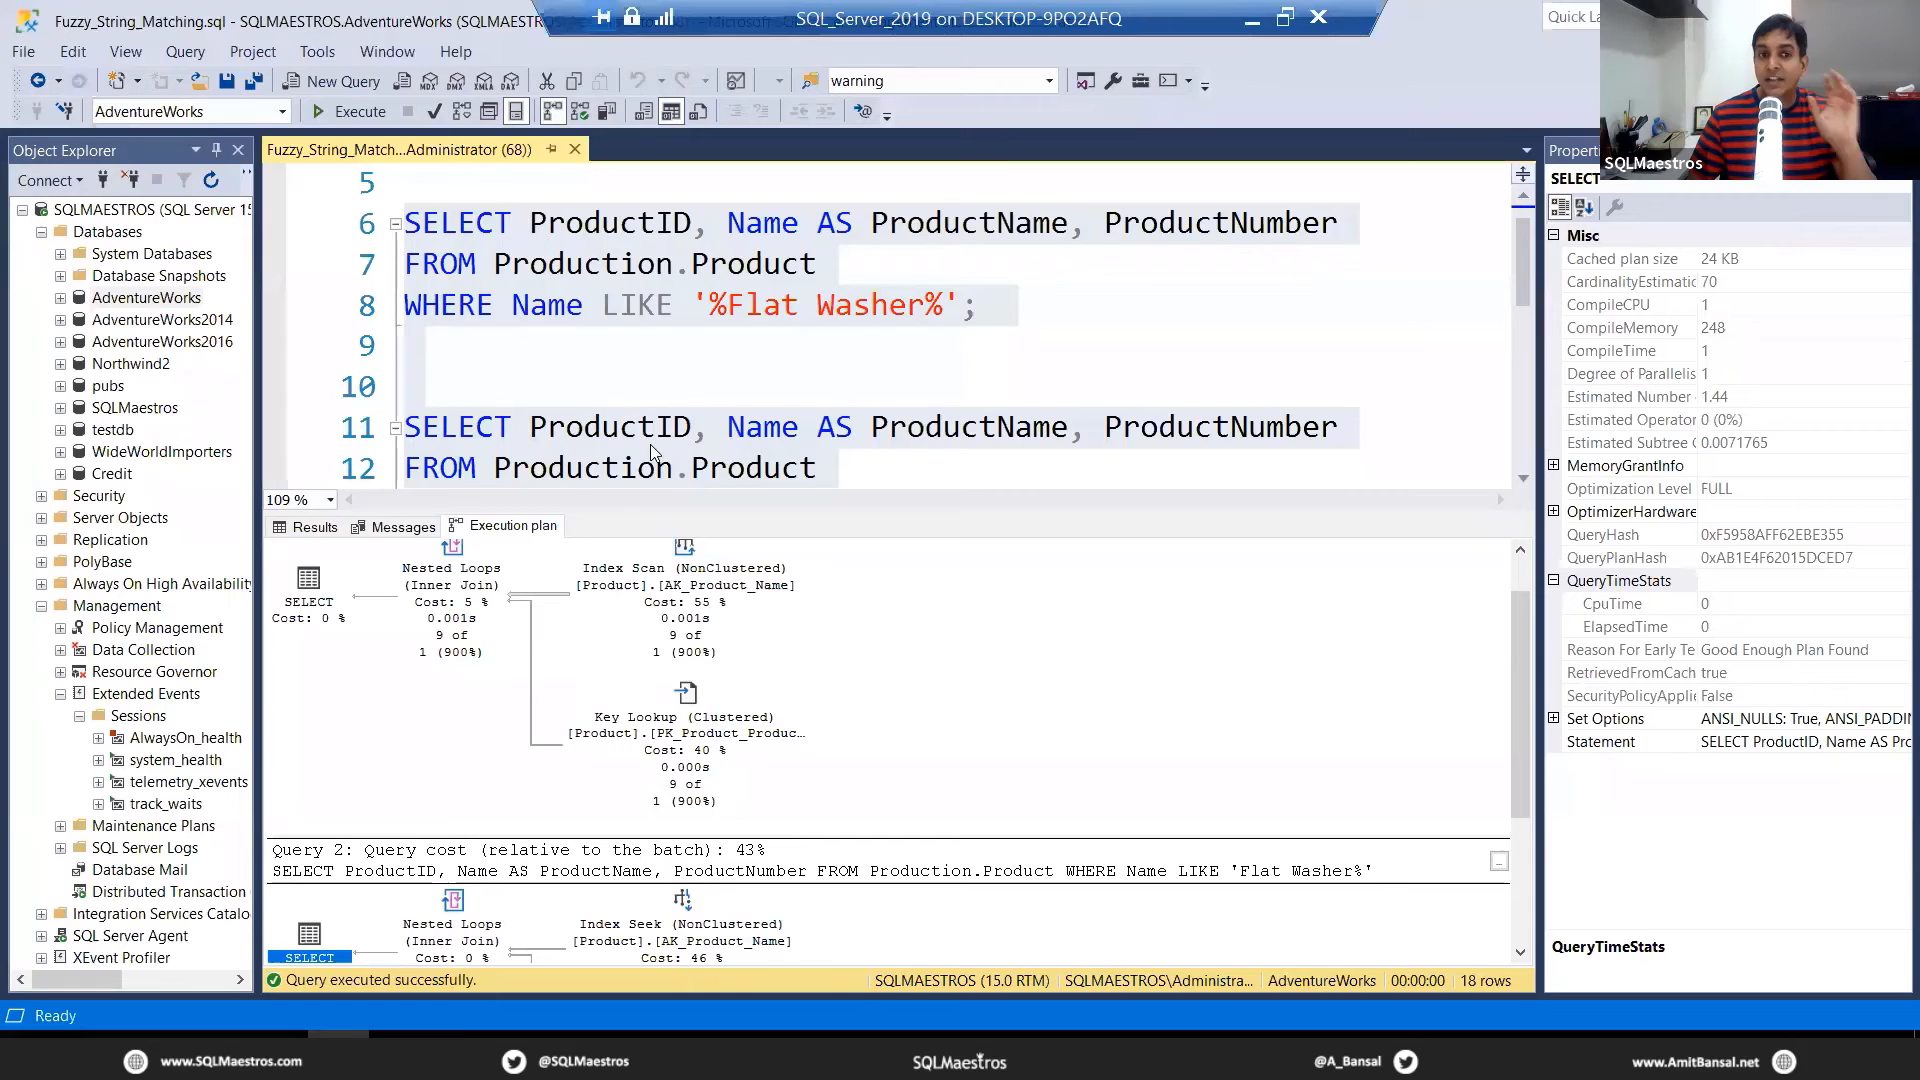 Fuzzy_String_Matching.sql - SQLMAESTROS.AdventureWorks (SQLMAESTROS
SQL_Server_2019 on DESKTOP-9PO2AFQ
Quick La
File Edit View Query Project Tools Window Help
New Query MDX DMX XMLA DAX warning
AdventureWorks Execute
Object Explorer
Connect
SQLMAESTROS (SQL Server 15
Databases
System Databases
Database Snapshots
AdventureWorks
AdventureWorks2014
AdventureWorks2016
Northwind2
pubs
SQLMaestros
testdb
WideWorldImporters
Credit
Security
Server Objects
Replication
PolyBase
Always On High Availability
Management
Policy Management
Data Collection
Resource Governor
Extended Events
Sessions
AlwaysOn_health
system_health
telemetry_xevents
track_waits
Maintenance Plans
SQL Server Logs
Database Mail
Distributed Transaction
Integration Services Catalo
SQL Server Agent
XEvent Profiler
Fuzzy_String_Match...Administrator (68))
5
6 SELECT ProductID, Name AS ProductName, ProductNumber
7 FROM Production.Product
8 WHERE Name LIKE '%Flat Washer%';
9
10
11 SELECT ProductID, Name AS ProductName, ProductNumber
12 FROM Production.Product
109 %
Results Messages Execution plan
SELECT
Cost: 0 %
Nested Loops
(Inner Join)
Cost: 5 %
0.001s
9 of
1 (900%)
Index Scan (NonClustered)
[Product].[AK_Product_Name]
Cost: 55 %
0.001s
9 of
1 (900%)
Key Lookup (Clustered)
[Product].[PK_Product_Produc...
Cost: 40 %
0.000s
9 of
1 (900%)
Query 2: Query cost (relative to the batch): 43%
SELECT ProductID, Name AS ProductName, ProductNumber FROM Production.Product WHERE Name LIKE 'Flat Washer%'
SELECT
Nested Loops
(Inner Join)
Cost: 0 %
Index Seek (NonClustered)
[Product].[AK_Product_Name]
Cost: 46 %
Query executed successfully.
SQLMAESTROS (15.0 RTM) SQLMAESTROS\Administra... AdventureWorks 00:00:00 18 rows
SQLMaestros
Properti
SELECT
Misc
Cached plan size 24 KB
CardinalityEstimatic 70
CompileCPU 1
CompileMemory 248
CompileTime 1
Degree of Parallelis 1
Estimated Number 1.44
Estimated Operator 0 (0%)
Estimated Subtree C 0.0071765
MemoryGrantInfo
Optimization Level FULL
OptimizerHardware
QueryHash 0xF5958AFF62EBE355
QueryPlanHash 0xAB1E4F62015DCED7
QueryTimeStats
CpuTime 0
ElapsedTime 0
Reason For Early Te Good Enough Plan Found
RetrievedFromCach true
SecurityPolicyApplie False
Set Options ANSI_NULLS: True, ANSI_PADDIN
Statement SELECT ProductID, Name AS Pro
QueryTimeStats
Ready
www.SQLMaestros.com @SQLMaestros SQLMaestros @A_Bansal www.AmitBansal.net